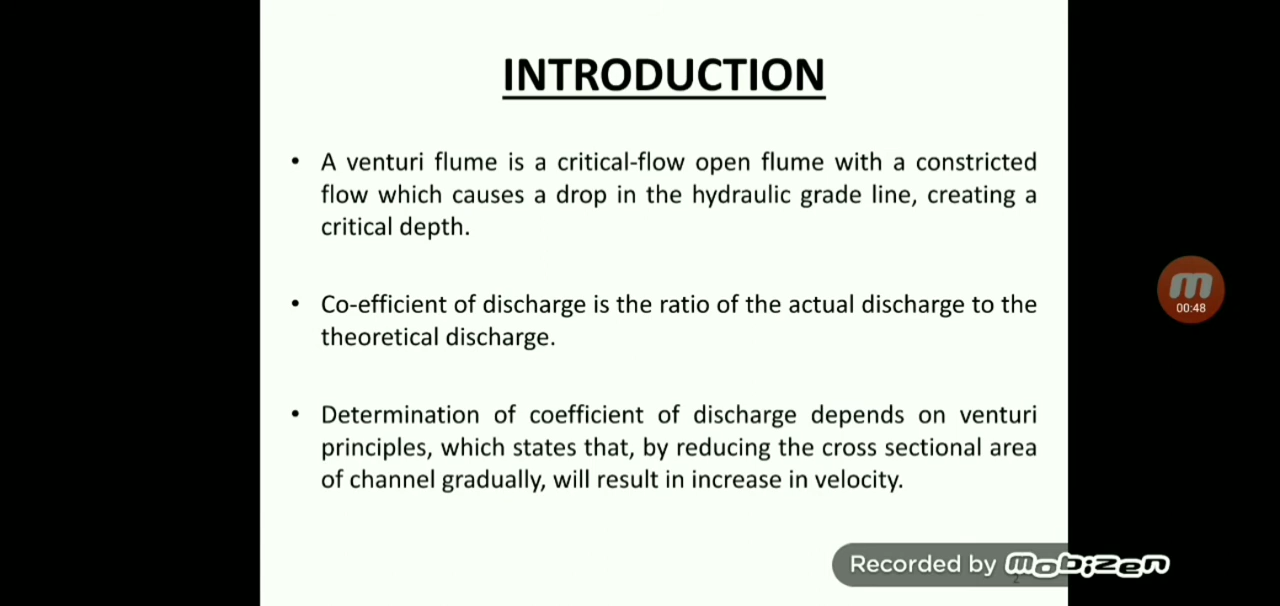 INTRODUCTION
• A venturi flume is a critical-flow open flume with a constricted
flow which causes a drop in the hydraulic grade line, creating a
critical depth.
• Co-efficient of discharge is the ratio of the actual discharge to the
theoretical discharge.
• Determination of coefficient of discharge depends on venturi
principles, which states that, by reducing the cross sectional area
of channel gradually, will result in increase in velocity.
m
00:48
Recorded by mobizen
2